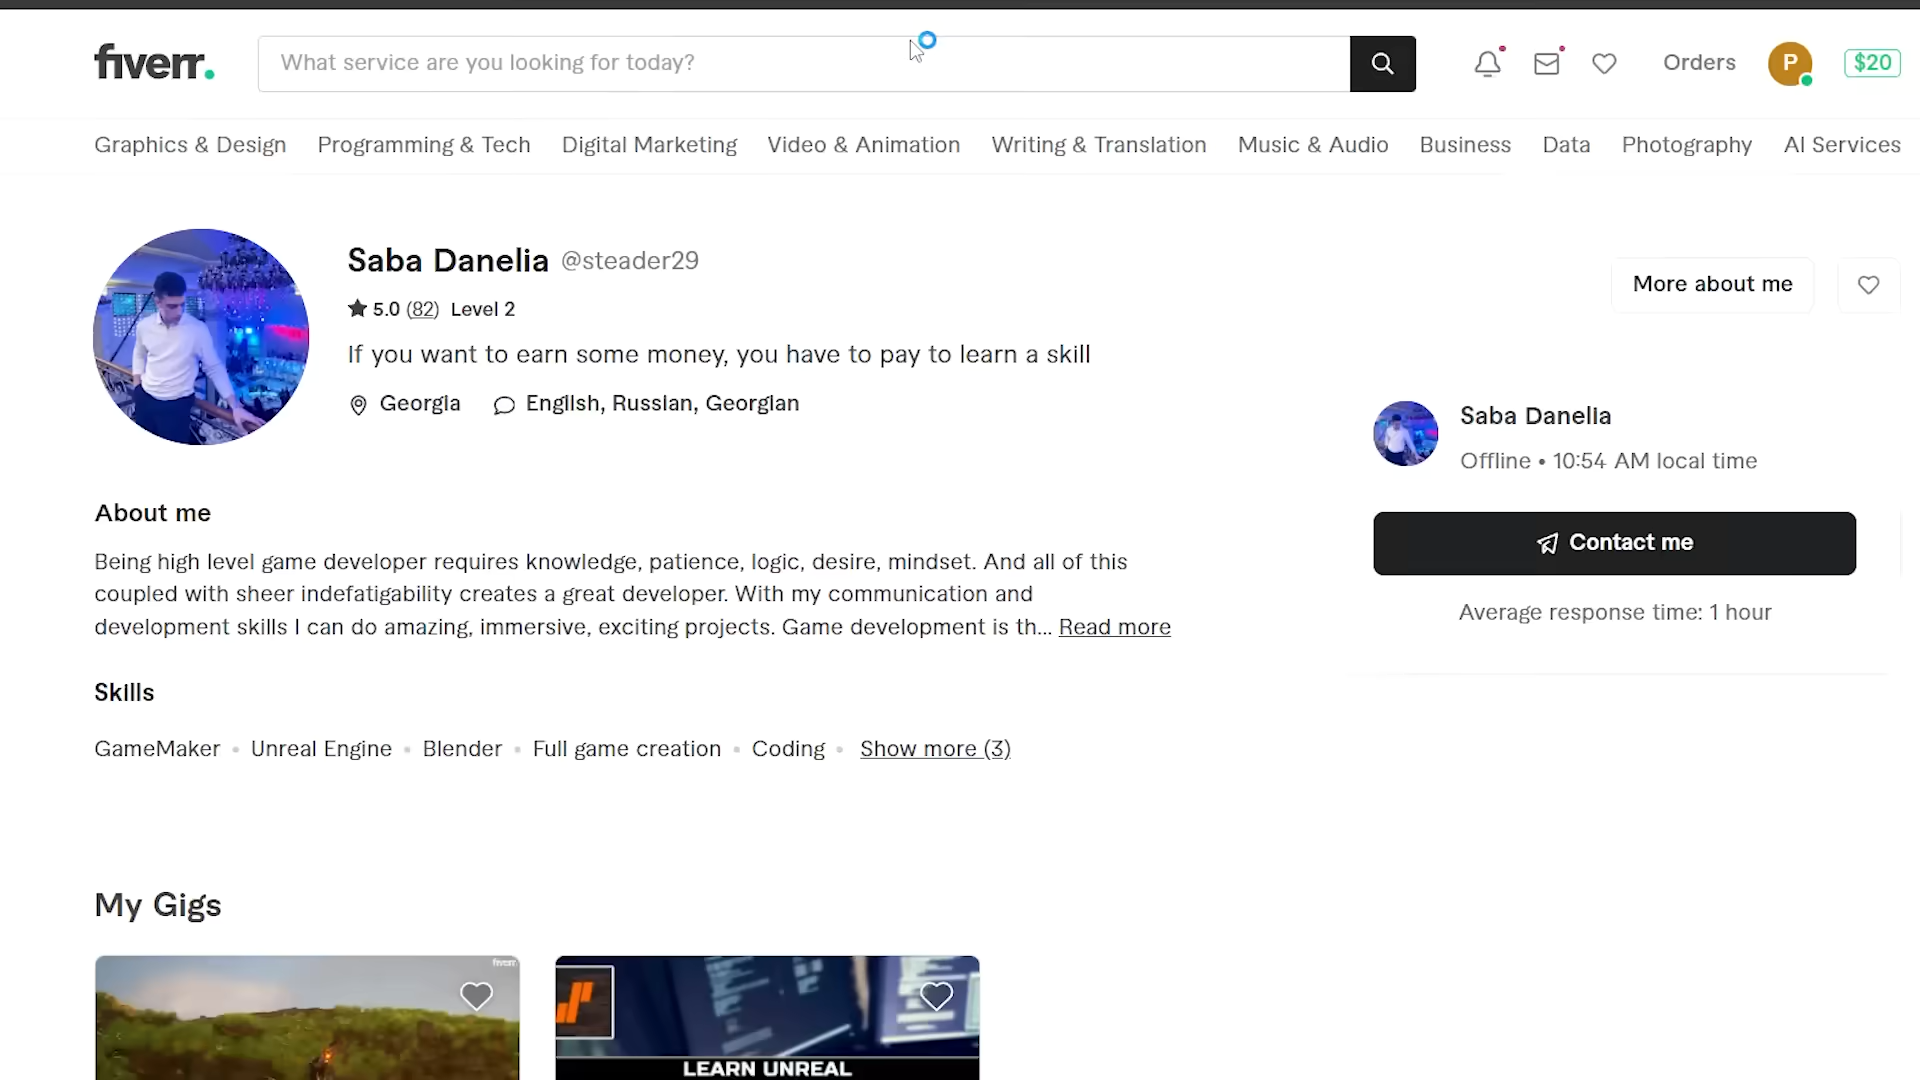 fiverr.
What service are you looking for today?
Orders
P
$20
Graphics & Design Programming & Tech Digital Marketing Video & Animation Writing & Translation Music & Audio Business Data Photography AI Services
Saba Danelia @steader29
5.0 (82) Level 2
If you want to earn some money, you have to pay to learn a skill
Georgia English, Russian, Georgian
More about me
Saba Danelia
Offline • 10:54 AM local time
Contact me
Average response time: 1 hour
About me
Being high level game developer requires knowledge, patience, logic, desire, mindset. And all of this
coupled with sheer indefatigability creates a great developer. With my communication and
development skills I can do amazing, immersive, exciting projects. Game development is th... Read more
Skills
GameMaker • Unreal Engine • Blender • Full game creation • Coding • Show more (3)
My Gigs
fiverr.
LEARN UNREAL